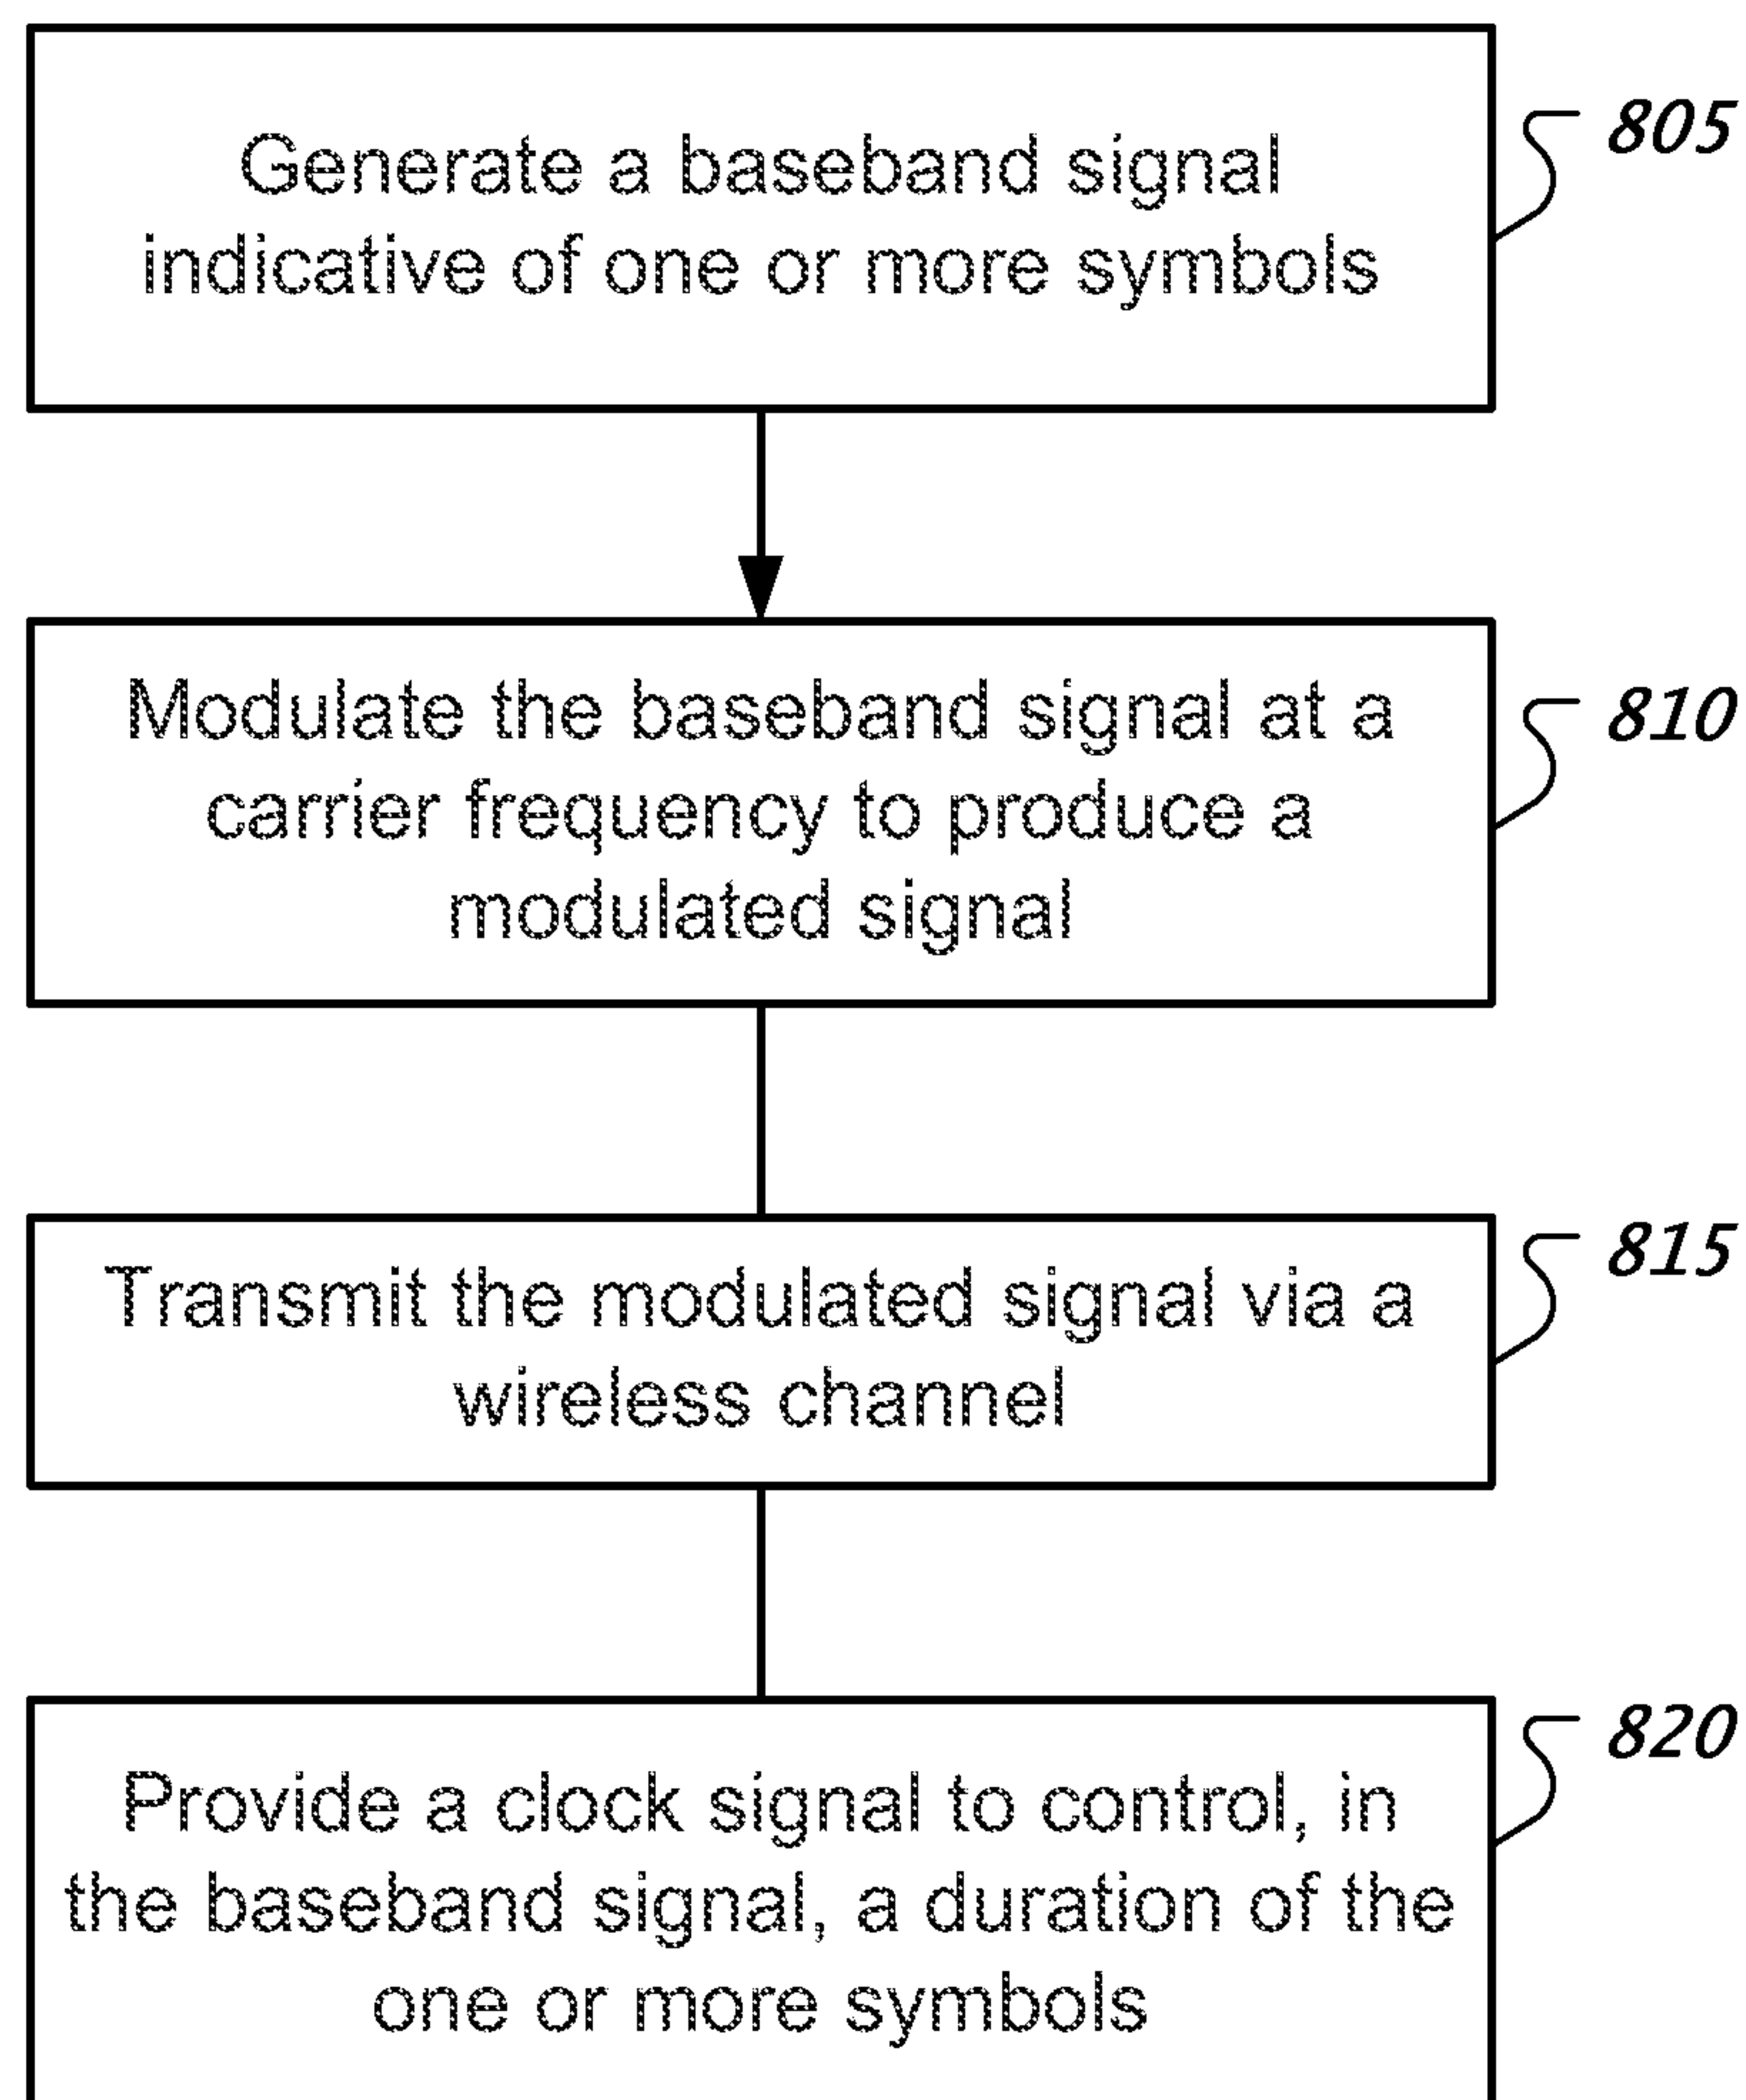 Generate a baseband signal
indicative of one or more symbols
805
Modulate the baseband signal at a
carrier frequency to produce a
modulated signal
810
Transmit the modulated signal via a
wireless channel
815
Provide a clock signal to control, in
the baseband signal, a duration of the
one or more symbols
820